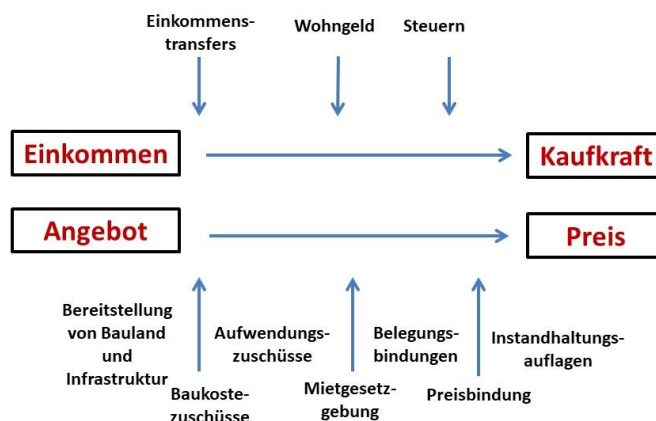 Einkommens-
transfers
Wohngeld
Steuern
Einkommen
Kaufkraft
Angebot
Preis
Bereitstellung
von Bauland
und
Infrastruktur
Aufwendungs-
zuschüsse
Belegungs-
bindungen
Instandhaltungs-
auflagen
Baukoste-
zuschüsse
Mietgesetz-
gebung
Preisbindung